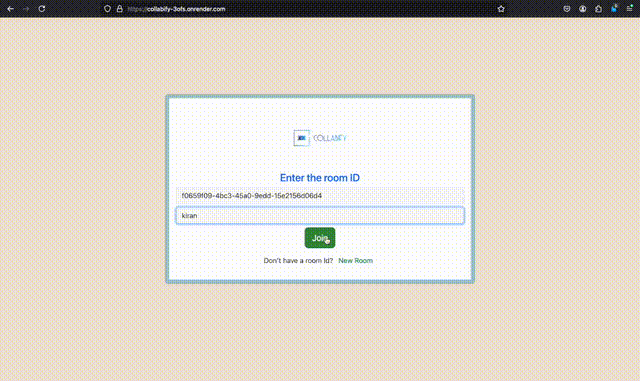 https://collabify-3ofs.onrender.com
COLLABIFY
Enter the room ID
f0659f09-4bc3-45a0-9edd-15e2156d06d4
kiran
Join
Don't have a room Id? New Room